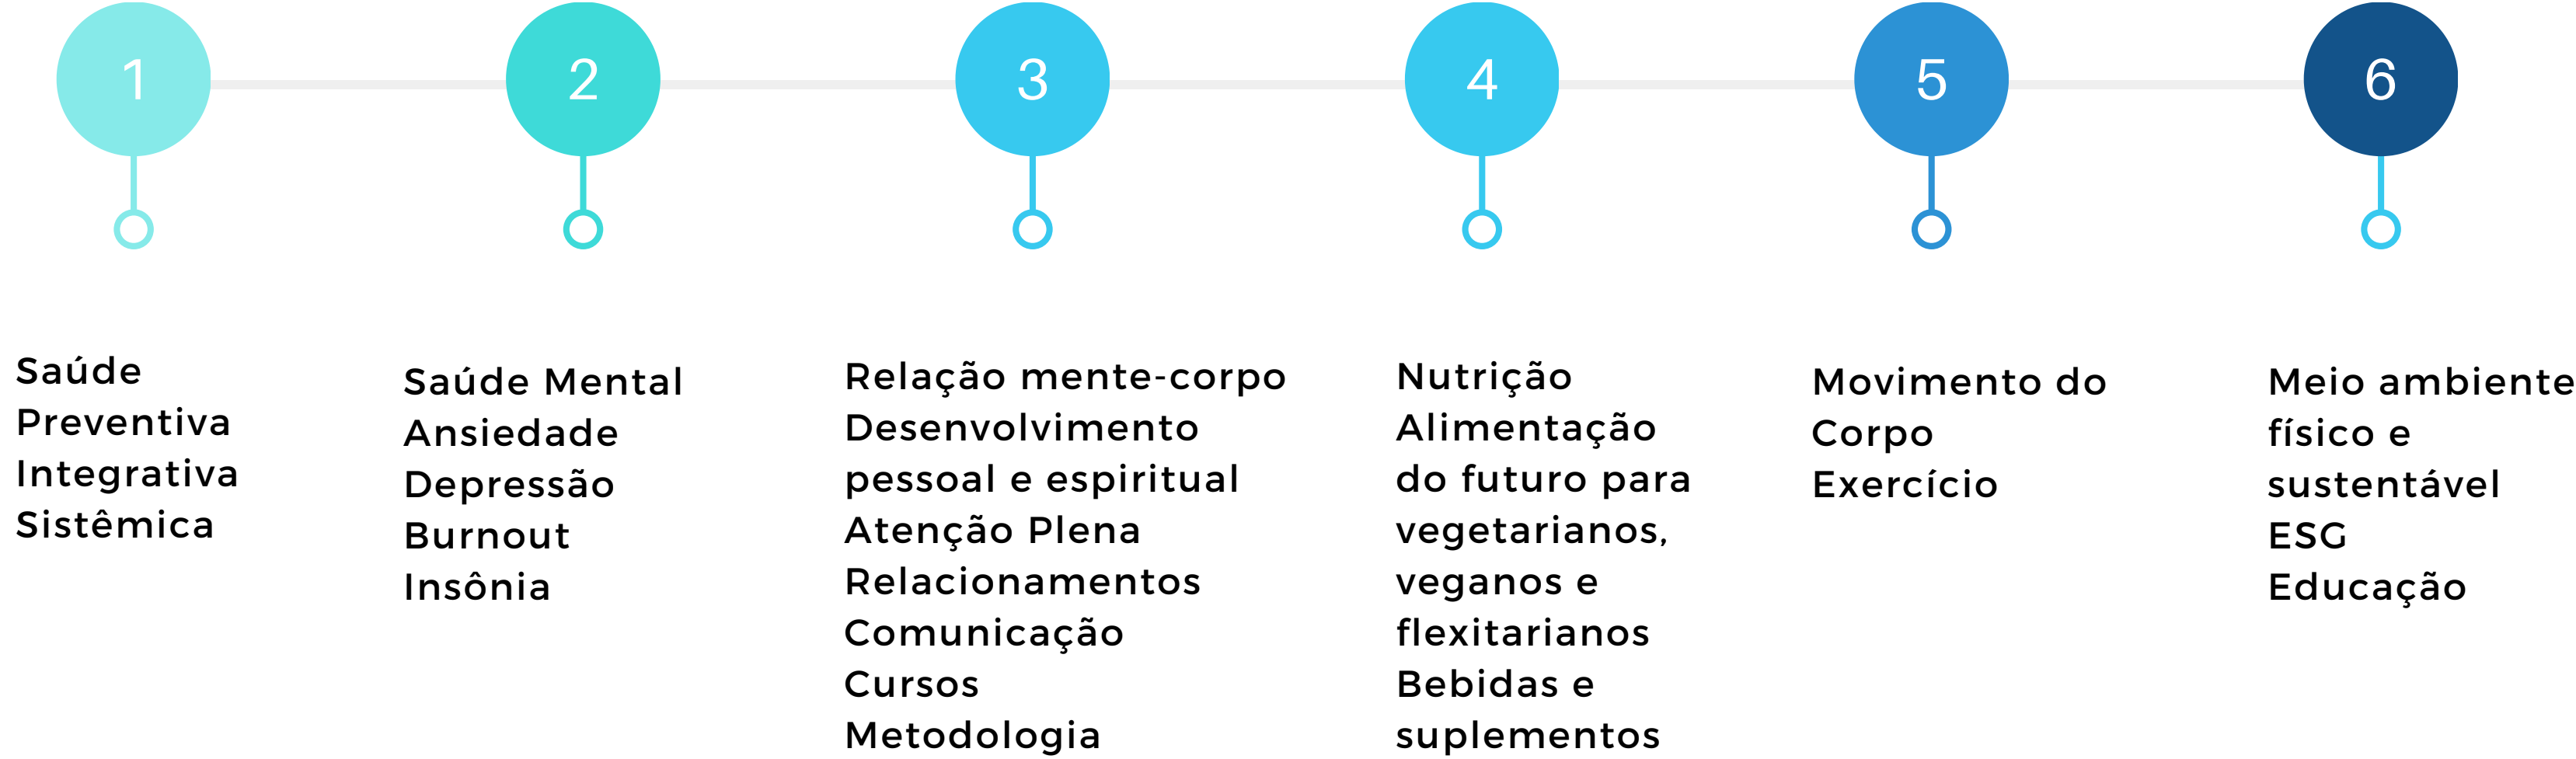 1
2
3
4
5
6
Saúde
Preventiva
Integrativa
Sistêmica
Saúde Mental
Ansiedade
Depressão
Burnout
Insônia
Relação mente-corpo
Desenvolvimento
pessoal e espiritual
Atenção Plena
Relacionamentos
Comunicação
Cursos
Metodologia
Nutrição
Alimentação
do futuro para
vegetarianos,
veganos e
flexitarianos
Bebidas e
suplementos
Movimento do
Corpo
Exercício
Meio ambiente
físico e
sustentável
ESG
Educação